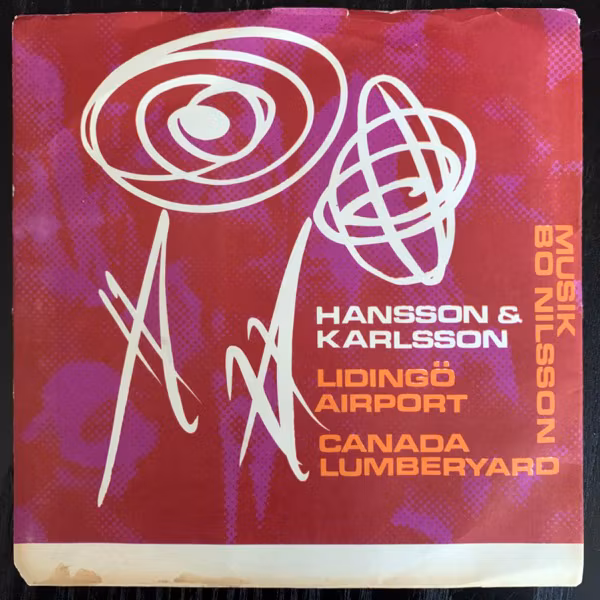 HANSSON &
KARLSSON
LIDINGÖ
AIRPORT
CANADA
LUMBERYARD
MUSIK
BO NILSSON